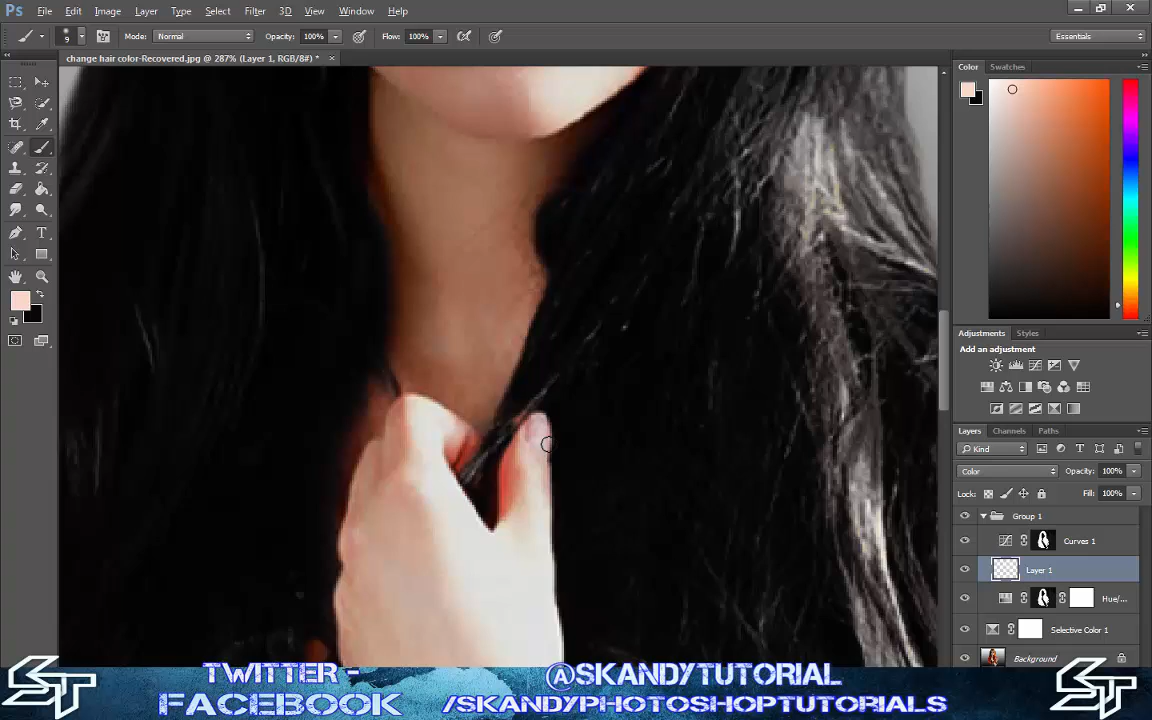 Ps File Edit Image Layer Type Select Filter 3D View Window Help
9 Mode: Normal Opacity: 100% Flow: 100% Essentials
change hair color-Recovered.jpg @ 287% (Layer 1, RGB/8#) * ×
Color Swatches
Adjustments Styles
Add an adjustment
Layers Channels Paths
Kind
Color Opacity: 100%
Lock: Fill: 100%
Group 1
Curves 1
Layer 1
Hue/...
Selective Color 1
Background
ST TWITTER - @SKANDYTUTORIAL ST
FACEBOOK /SKANDYPHOTOSHOPTUTORIALS